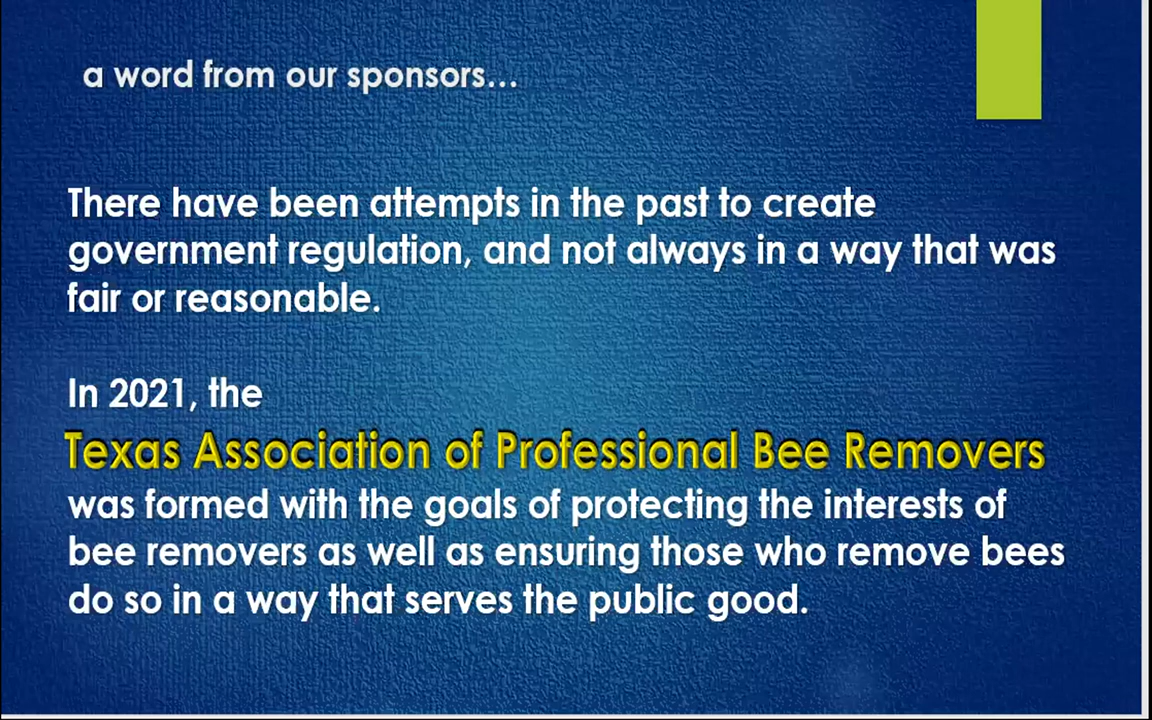 a word from our sponsors...
There have been attempts in the past to create
government regulation, and not always in a way that was
fair or reasonable.
In 2021, the
Texas Association of Professional Bee Removers
was formed with the goals of protecting the interests of
bee removers as well as ensuring those who remove bees
do so in a way that serves the public good.